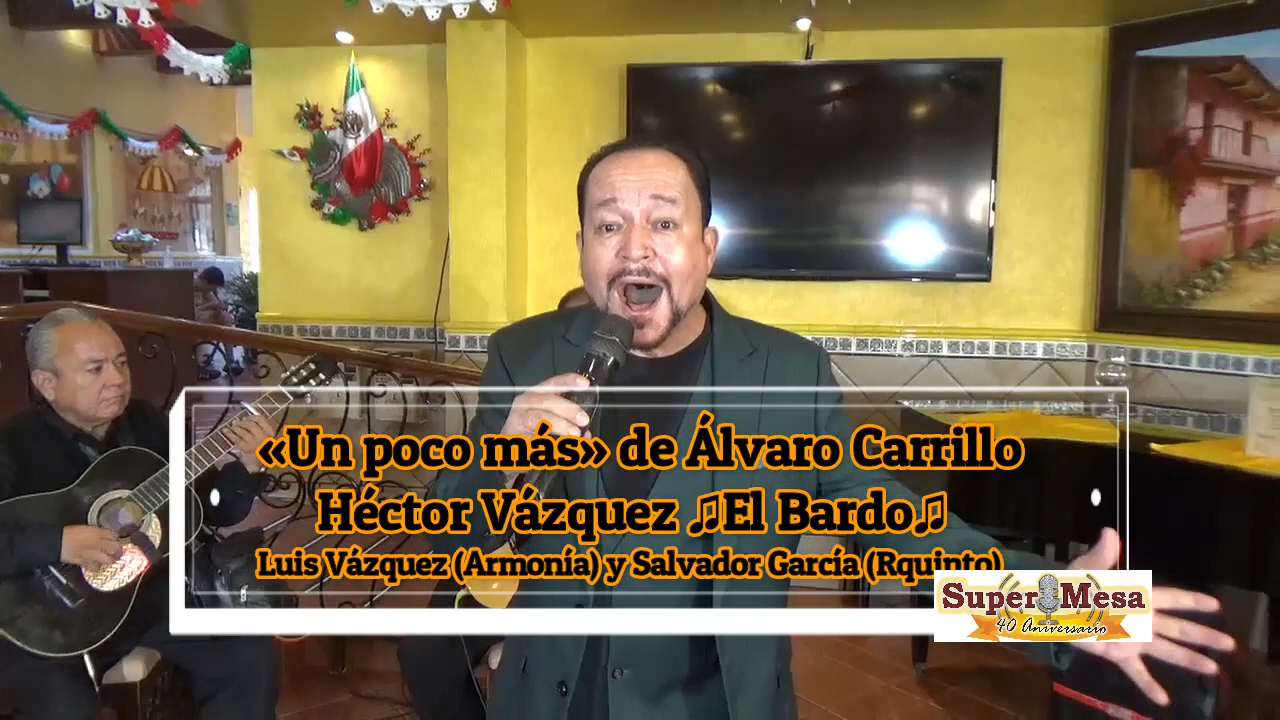 «Un poco más» de Álvaro Carrillo
Héctor Vázquez ♫El Bardo♫
Luis Vázquez (Armonía) y Salvador García (Rquinto)
Super Mesa
40 Aniversario